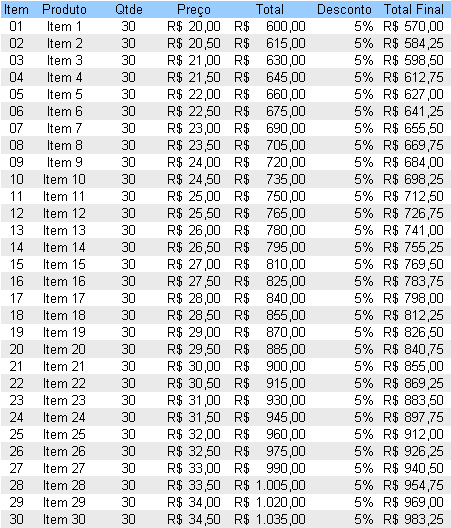 Item Produto Qtde Preço Total Desconto Total Final
01 Item 1 30 R$ 20,00 R$ 600,00 5% R$ 570,00
02 Item 2 30 R$ 20,50 R$ 615,00 5% R$ 584,25
03 Item 3 30 R$ 21,00 R$ 630,00 5% R$ 598,50
04 Item 4 30 R$ 21,50 R$ 645,00 5% R$ 612,75
05 Item 5 30 R$ 22,00 R$ 660,00 5% R$ 627,00
06 Item 6 30 R$ 22,50 R$ 675,00 5% R$ 641,25
07 Item 7 30 R$ 23,00 R$ 690,00 5% R$ 655,50
08 Item 8 30 R$ 23,50 R$ 705,00 5% R$ 669,75
09 Item 9 30 R$ 24,00 R$ 720,00 5% R$ 684,00
10 Item 10 30 R$ 24,50 R$ 735,00 5% R$ 698,25
11 Item 11 30 R$ 25,00 R$ 750,00 5% R$ 712,50
12 Item 12 30 R$ 25,50 R$ 765,00 5% R$ 726,75
13 Item 13 30 R$ 26,00 R$ 780,00 5% R$ 741,00
14 Item 14 30 R$ 26,50 R$ 795,00 5% R$ 755,25
15 Item 15 30 R$ 27,00 R$ 810,00 5% R$ 769,50
16 Item 16 30 R$ 27,50 R$ 825,00 5% R$ 783,75
17 Item 17 30 R$ 28,00 R$ 840,00 5% R$ 798,00
18 Item 18 30 R$ 28,50 R$ 855,00 5% R$ 812,25
19 Item 19 30 R$ 29,00 R$ 870,00 5% R$ 826,50
20 Item 20 30 R$ 29,50 R$ 885,00 5% R$ 840,75
21 Item 21 30 R$ 30,00 R$ 900,00 5% R$ 855,00
22 Item 22 30 R$ 30,50 R$ 915,00 5% R$ 869,25
23 Item 23 30 R$ 31,00 R$ 930,00 5% R$ 883,50
24 Item 24 30 R$ 31,50 R$ 945,00 5% R$ 897,75
25 Item 25 30 R$ 32,00 R$ 960,00 5% R$ 912,00
26 Item 26 30 R$ 32,50 R$ 975,00 5% R$ 926,25
27 Item 27 30 R$ 33,00 R$ 990,00 5% R$ 940,50
28 Item 28 30 R$ 33,50 R$ 1.005,00 5% R$ 954,75
29 Item 29 30 R$ 34,00 R$ 1.020,00 5% R$ 969,00
30 Item 30 30 R$ 34,50 R$ 1.035,00 5% R$ 983,25